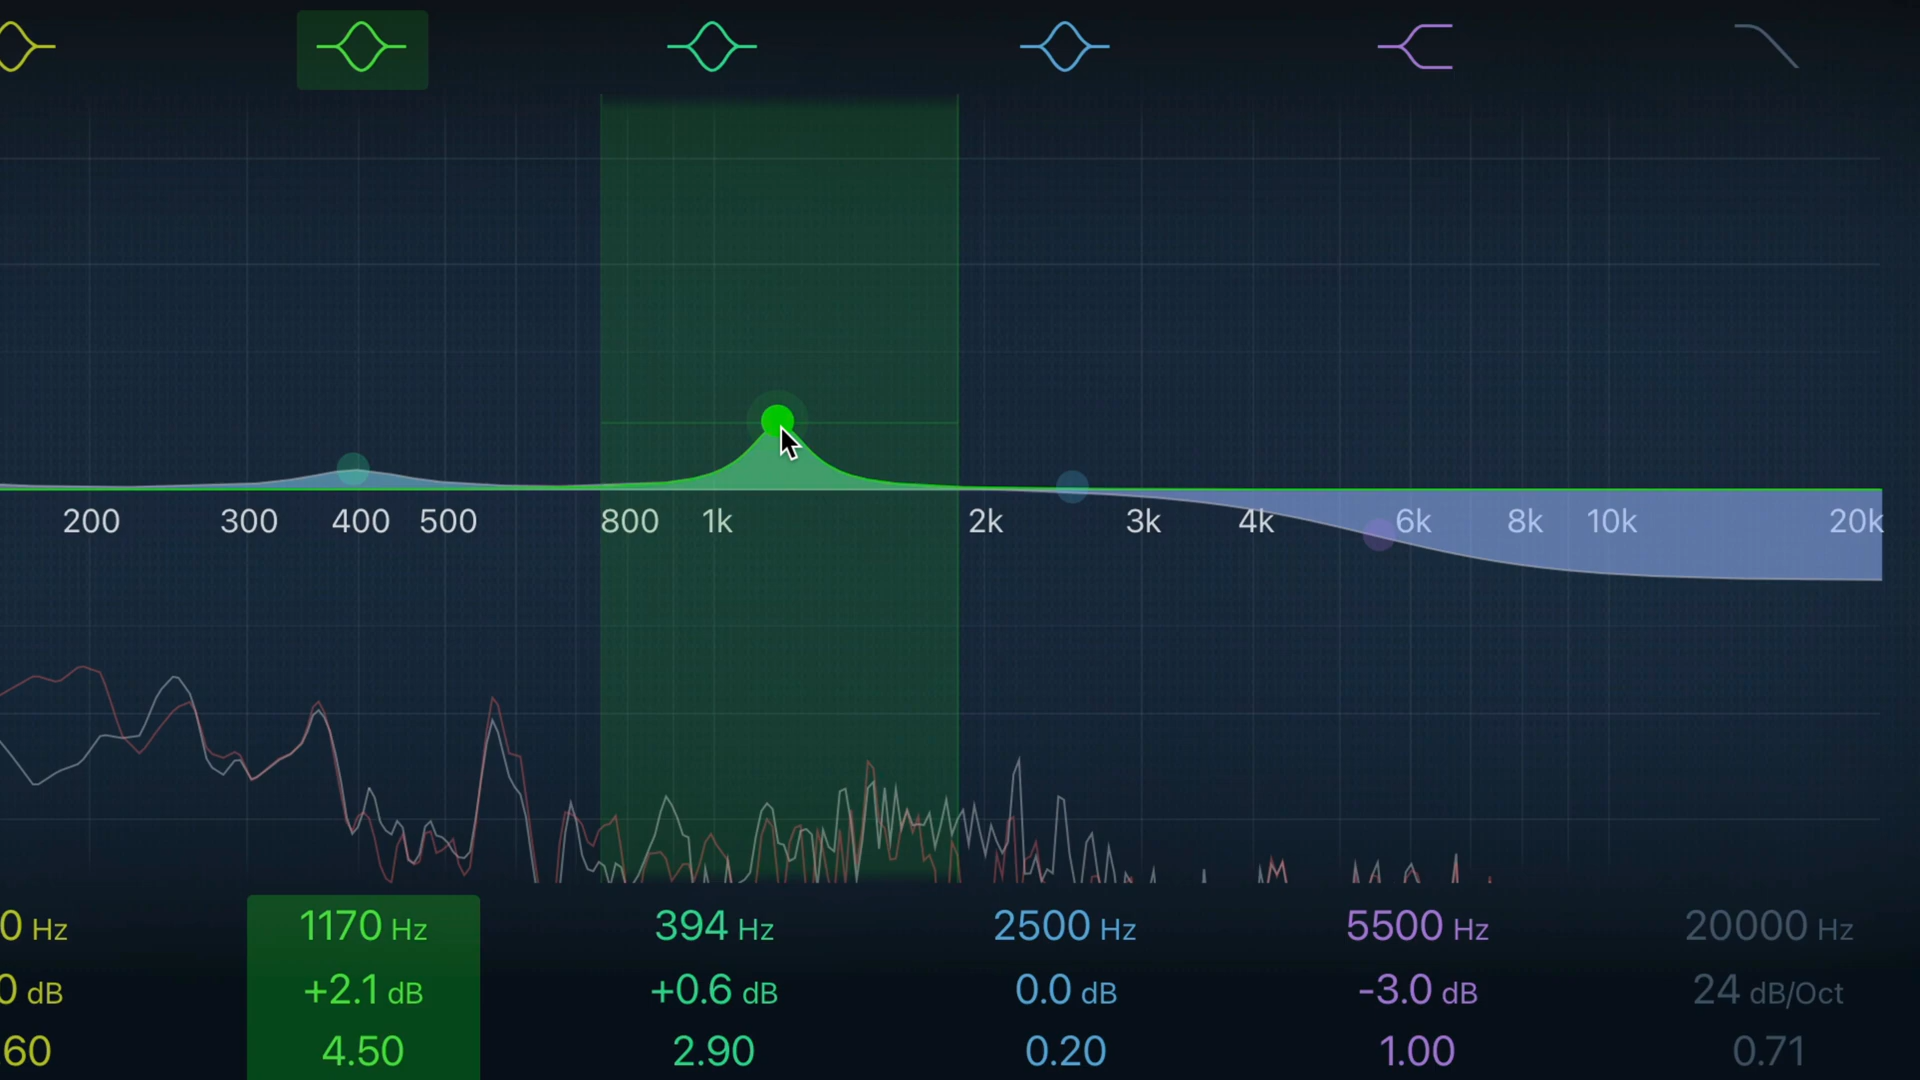 200 300 400 500 800 1k 2k 3k 4k 6k 8k 10k 20k
0 Hz 1170 Hz 394 Hz 2500 Hz 5500 Hz 20000 Hz
0 dB +2.1 dB +0.6 dB 0.0 dB -3.0 dB 24 dB/Oct
60 4.50 2.90 0.20 1.00 0.71